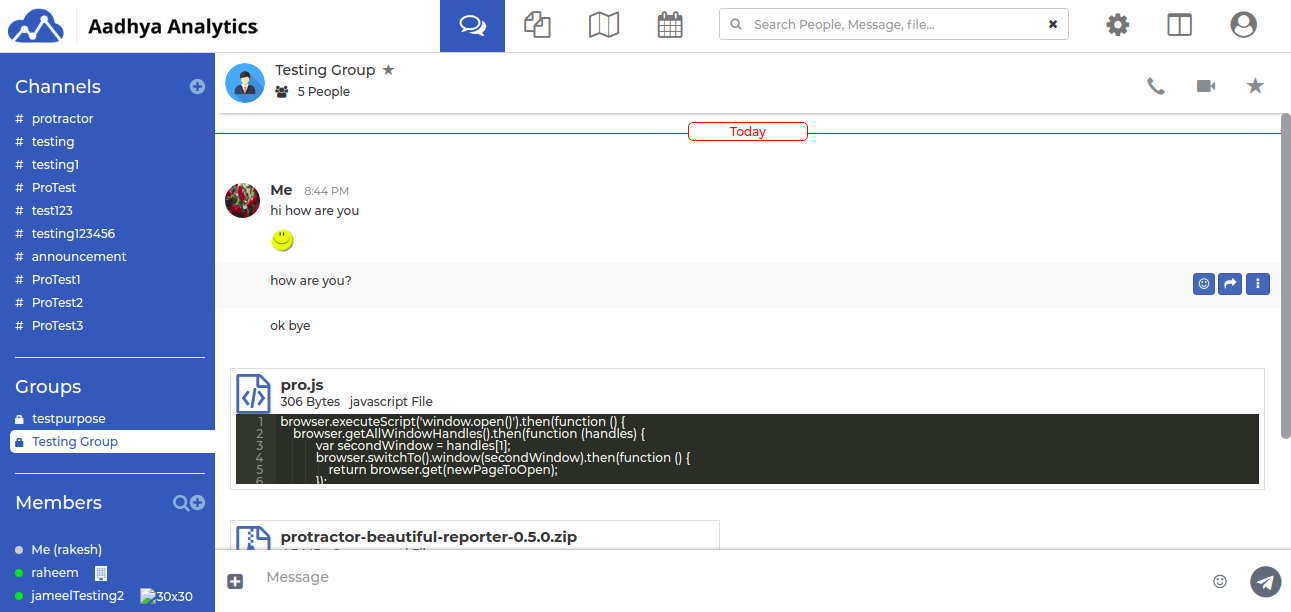 Aadhya Analytics
Search People, Message, file...
Channels
# protractor
# testing
# testing1
# ProTest
# test123
# testing123456
# announcement
# ProTest1
# ProTest2
# ProTest3
Groups
testpurpose
Testing Group
Members
Me (rakesh)
raheem
jameelTesting2 30x30
Testing Group
5 People
Today
Me 8:44 PM
hi how are you
how are you?
ok bye
pro.js
306 Bytes javascript File
1 browser.executeScript('window.open()').then(function () {
2 browser.getAllWindowHandles().then(function (handles) {
3 var secondWindow = handles[1];
4 browser.switchTo().window(secondWindow).then(function () {
5 return browser.get(newPageToOpen);
6 });
protractor-beautiful-reporter-0.5.0.zip
Message